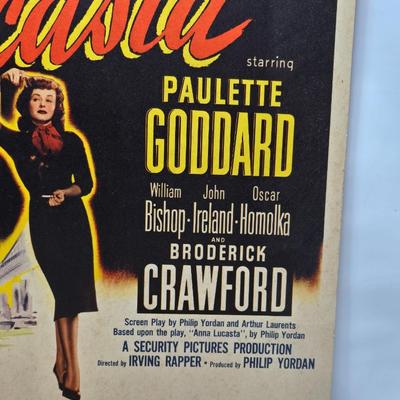 starring
PAULETTE
GODDARD
William John Oscar
Bishop·Ireland·Homolka
AND
BRODERICK
CRAWFORD
Screen Play by Philip Yordan and Arthur Laurents
Based upon the play, "Anna Lucasta", by Philip Yordan
A SECURITY PICTURES PRODUCTION
Directed by IRVING RAPPER · Produced by PHILIP YORDAN